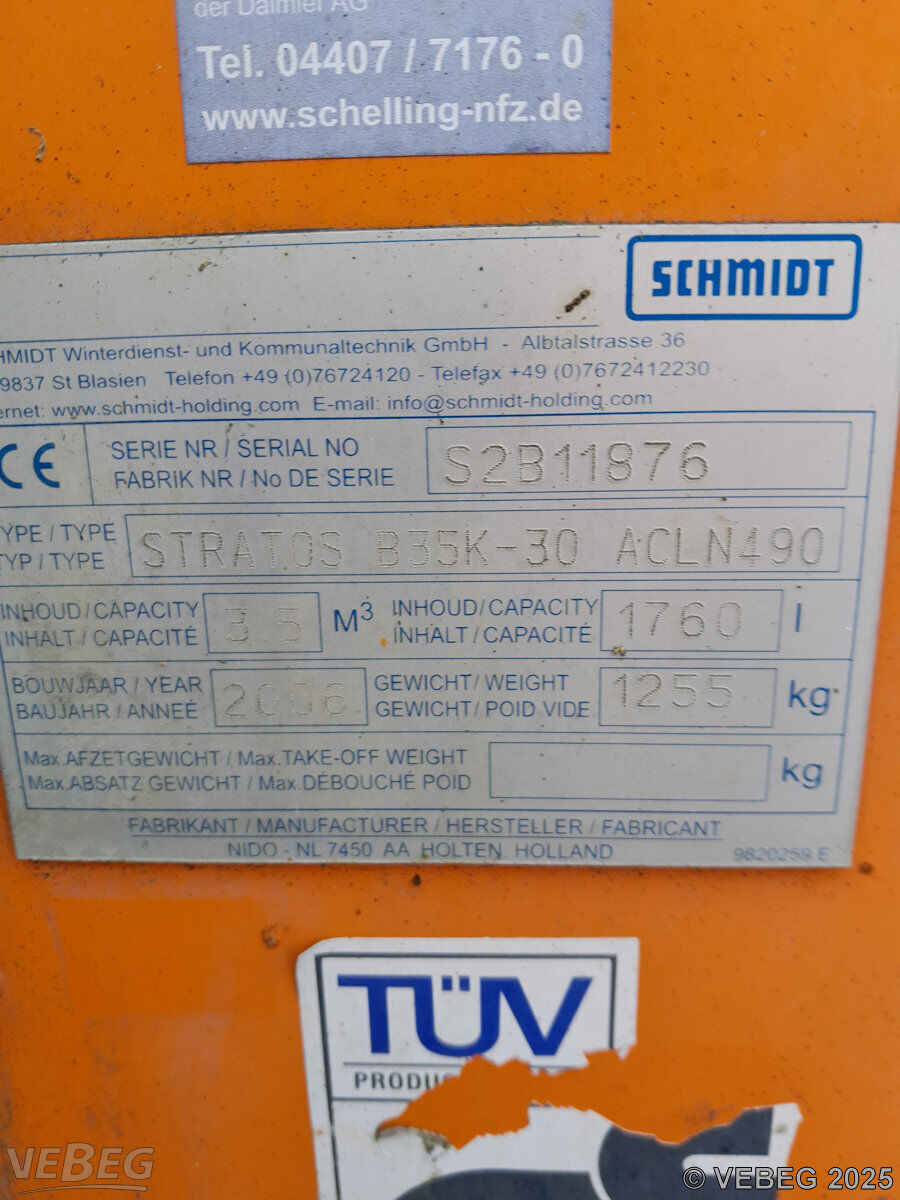 der Daimler AG
Tel. 04407 / 7176 - 0
www.schelling-nfz.de
SCHMIDT
HMIDT Winterdienst- und Kommunaltechnik GmbH - Albtalstrasse 36
9837 St Blasien Telefon +49 (0)76724120 - Telefax +49 (0)7672412230
ernet: www.schmidt-holding.com E-mail: info@schmidt-holding.com
CE
SERIE NR / SERIAL NO
FABRIK NR / No DE SERIE
S2B11876
YPE / TYPE
TYP / TYPE
STRATOS B35K-30 ACLN490
INHOUD / CAPACITY
INHALT / CAPACITÉ
3.5 M3
INHOUD / CAPACITY
INHALT / CAPACITÉ
1760 l
BOUWJAAR / YEAR
BAUJAHR / ANNEÉ
2006
GEWICHT / WEIGHT
GEWICHT / POID VIDE
1255 kg
Max. AFZETGEWICHT / Max. TAKE-OFF WEIGHT
Max. ABSATZ GEWICHT / Max. DÉBOUCHÉ POID
kg
FABRIKANT / MANUFACTURER / HERSTELLER / FABRICANT
NIDO - NL 7450 AA HOLTEN. HOLLAND
9820259 E
TÜV
PRODU
VEBEG
© VEBEG 2025